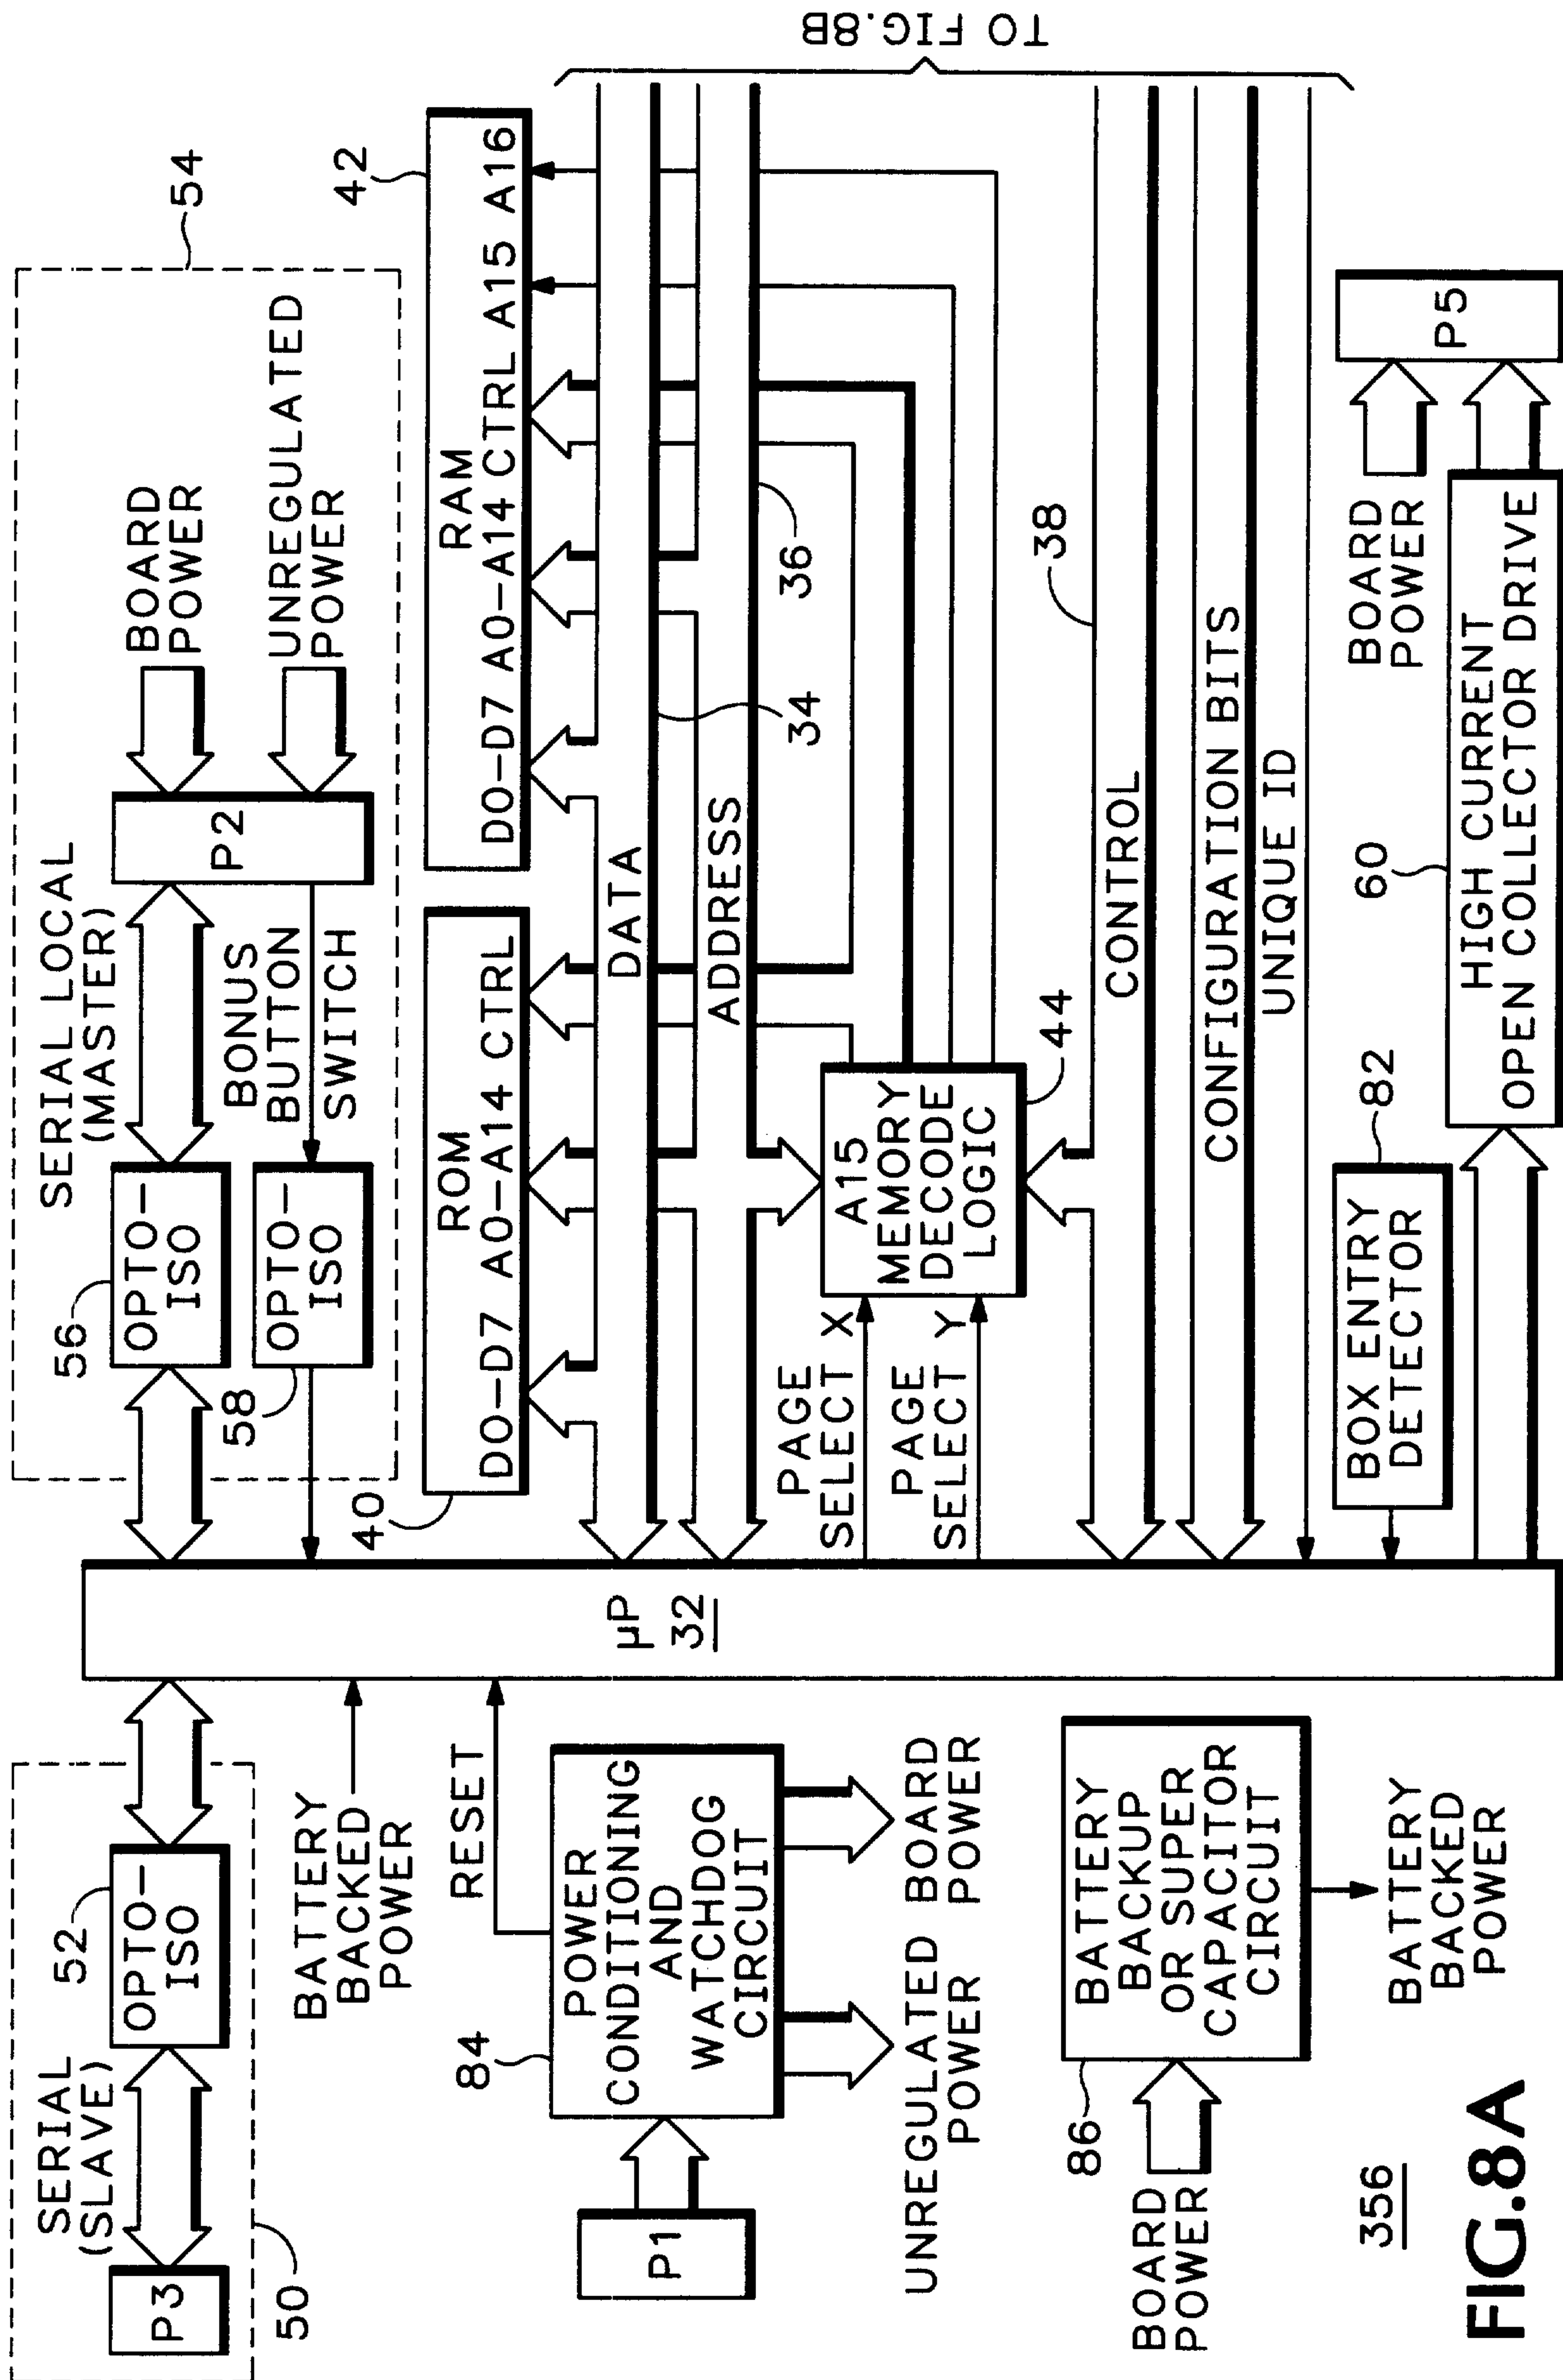 SERIAL
(SLAVE)
P3
52
OPTO-
ISO
50
BATTERY
BACKED
POWER
RESET
84
POWER
CONDITIONING
AND
WATCHDOG
CIRCUIT
P1
UNREGULATED
POWER
BOARD
POWER
86
BATTERY
BACKUP
OR SUPER
CAPACITOR
CIRCUIT
BOARD
POWER
BATTERY
BACKED
POWER
356
FIG.8A
µP
32
SERIAL LOCAL
(MASTER)
56
OPTO-
ISO
58
OPTO-
ISO
BONUS
BUTTON
SWITCH
P2
BOARD
POWER
UNREGULATED
POWER
54
40
ROM
DO-D7 A0-A14 CTRL
42
RAM
DO-D7 A0-A14 CTRL A15 A16
DATA
34
ADDRESS
36
PAGE
SELECT X
PAGE
SELECT Y
A15
MEMORY
DECODE
LOGIC
44
38
CONTROL
CONFIGURATION BITS
UNIQUE ID
TO FIG.8B
BOX ENTRY
DETECTOR
82
60
HIGH CURRENT
OPEN COLLECTOR DRIVE
BOARD
POWER
P5